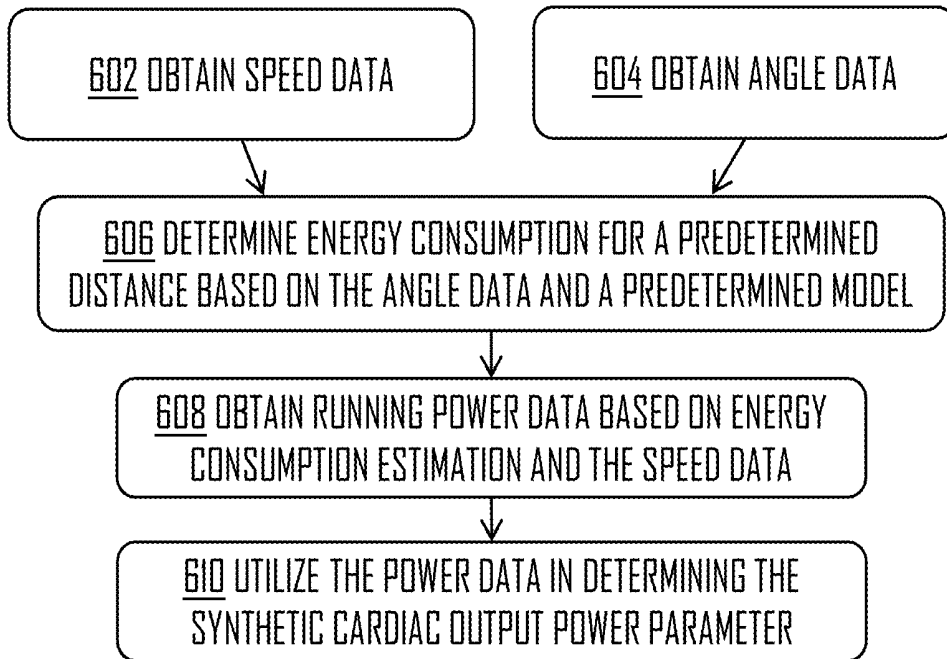 602 OBTAIN SPEED DATA
604 OBTAIN ANGLE DATA
606 DETERMINE ENERGY CONSUMPTION FOR A PREDETERMINED
DISTANCE BASED ON THE ANGLE DATA AND A PREDETERMINED MODEL
608 OBTAIN RUNNING POWER DATA BASED ON ENERGY
CONSUMPTION ESTIMATION AND THE SPEED DATA
610 UTILIZE THE POWER DATA IN DETERMINING THE
SYNTHETIC CARDIAC OUTPUT POWER PARAMETER